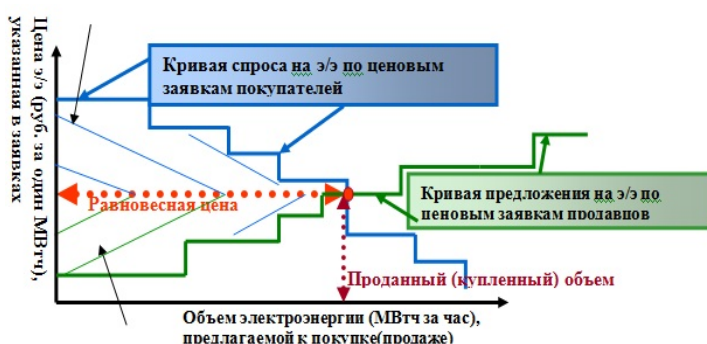 Цена э/э (руб. за один МВтч),
указанная в заявках
Кривая спроса на э/э по ценовым
заявкам покупателей
Равновесная цена
Кривая предложения на э/э по
ценовым заявкам продавцов
Проданный (купленный) объем
Объем электроэнергии (МВтч за час),
предлагаемой к покупке(продаже)